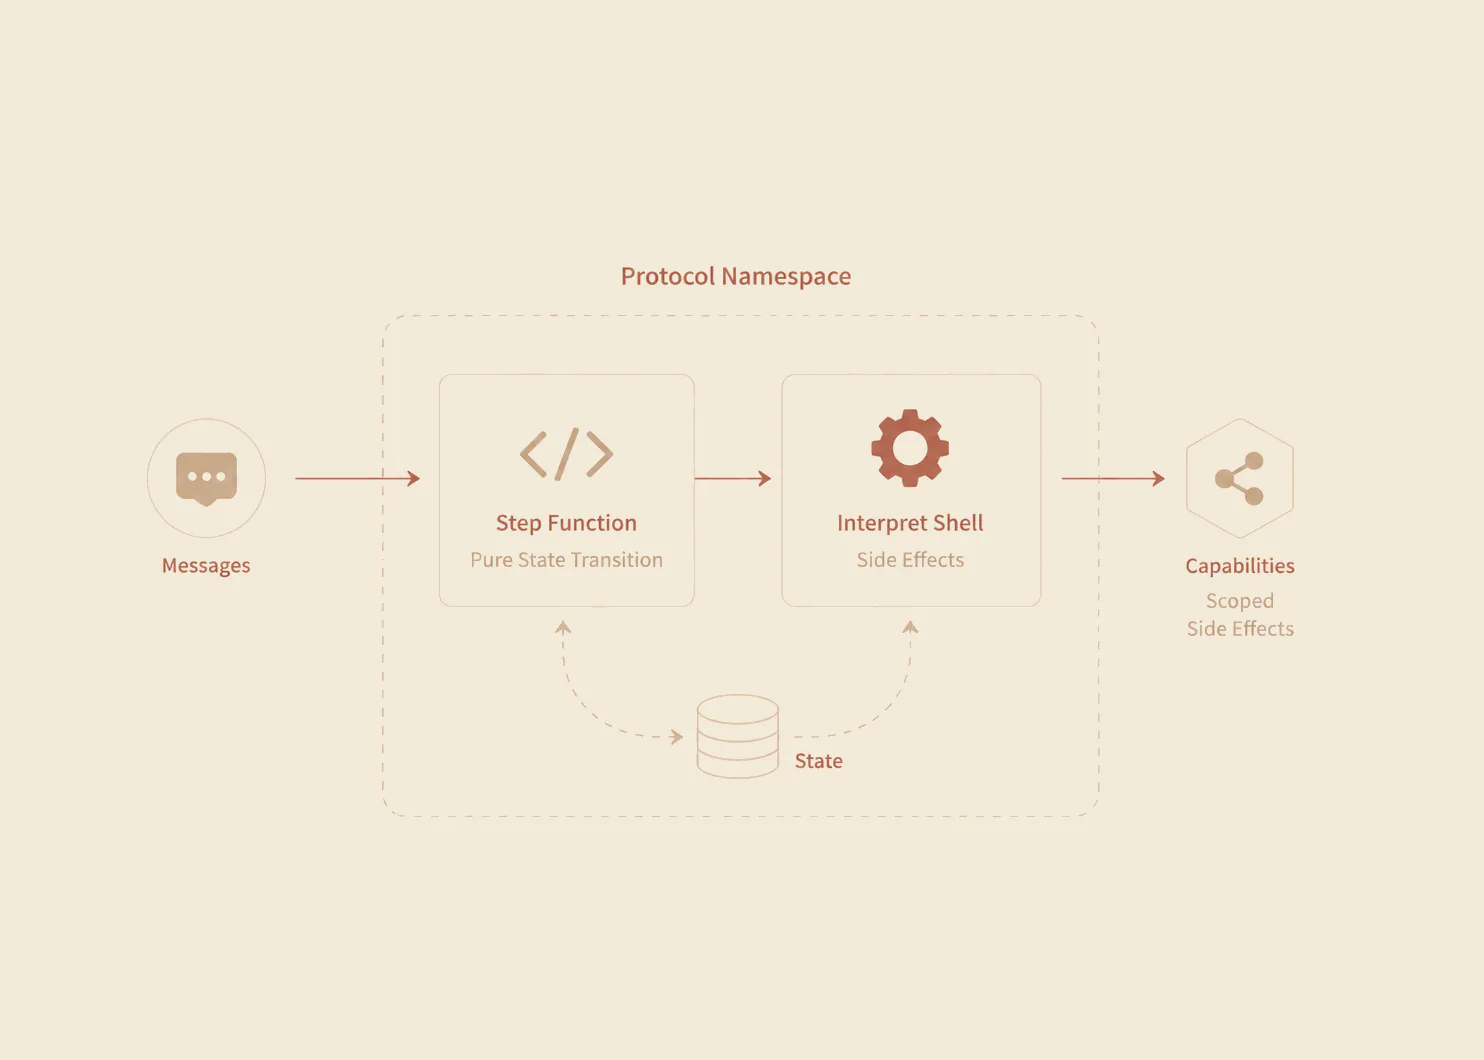 Protocol Namespace
Messages
Step Function
Pure State Transition
Interpret Shell
Side Effects
Capabilities
Scoped
Side Effects
State